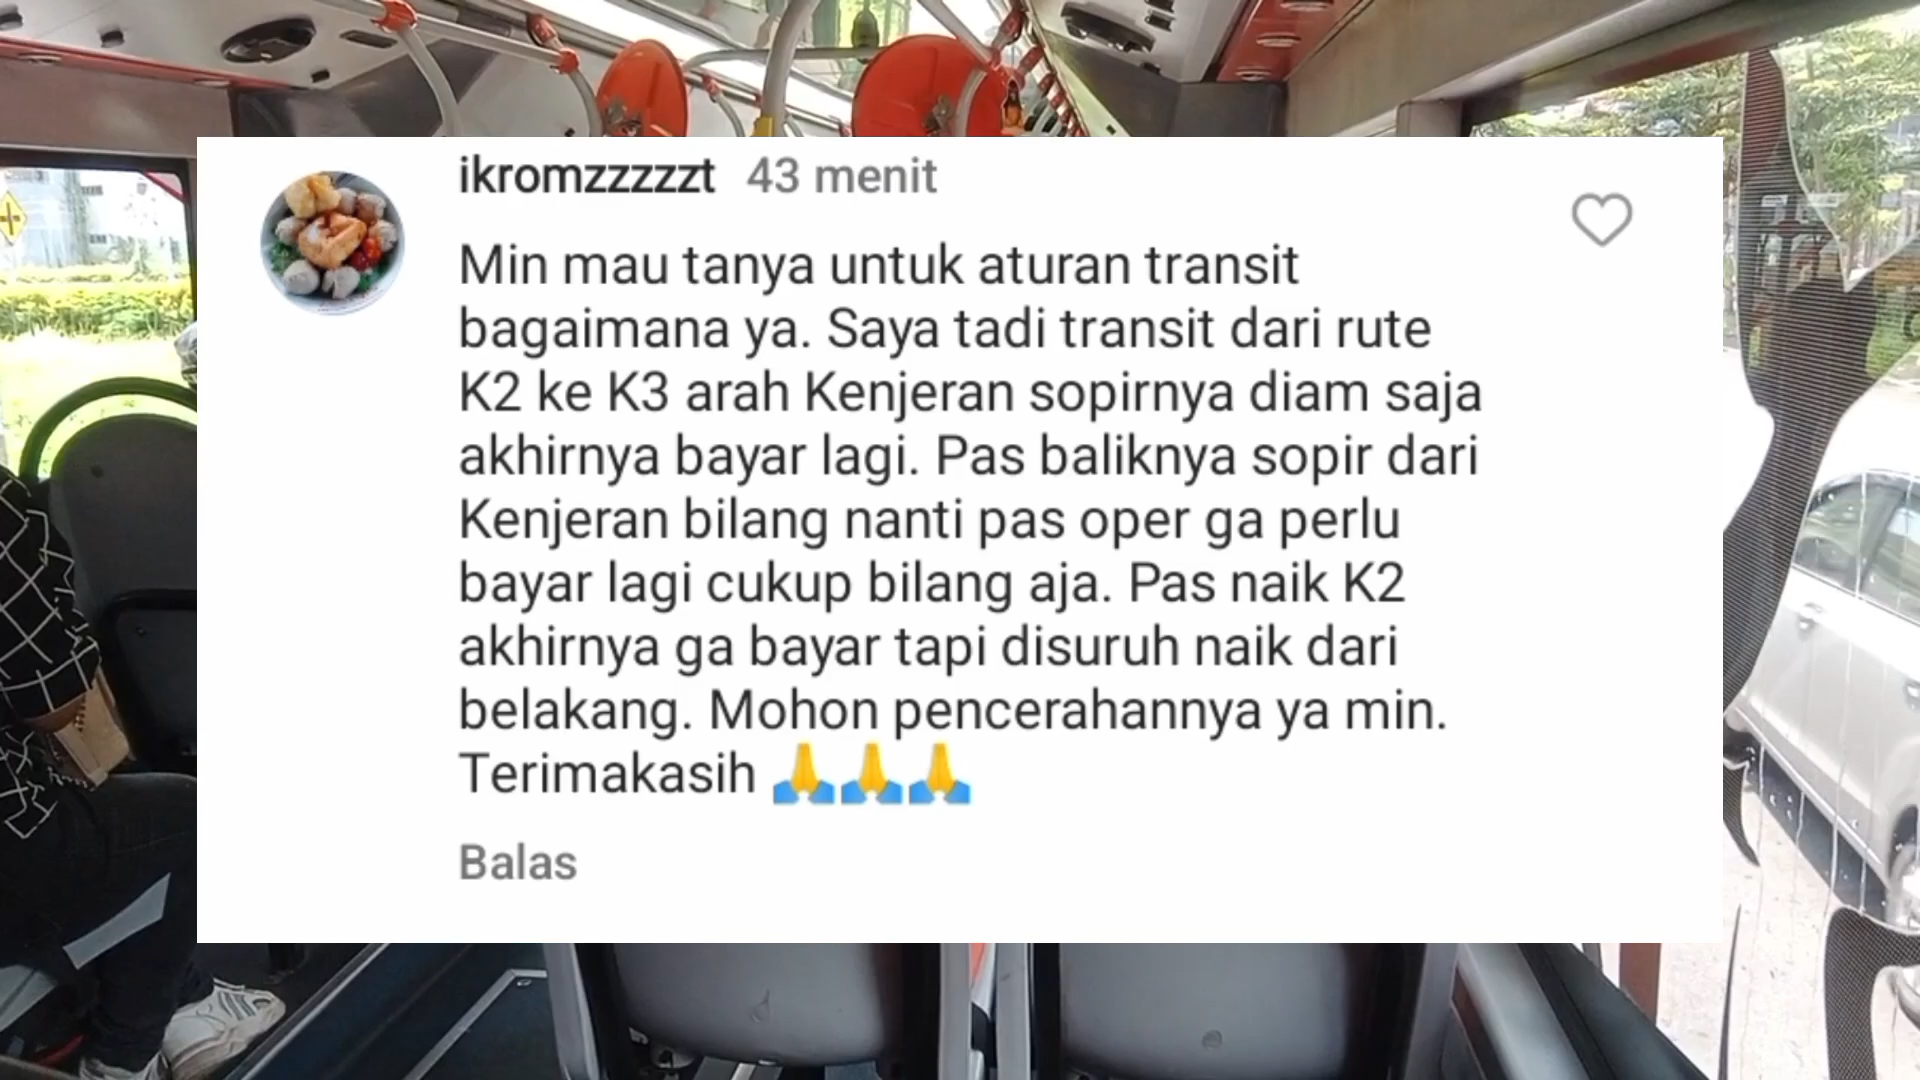 ikromzzzzzt 43 menit
Min mau tanya untuk aturan transit
bagaimana ya. Saya tadi transit dari rute
K2 ke K3 arah Kenjeran sopirnya diam saja
akhirnya bayar lagi. Pas baliknya sopir dari
Kenjeran bilang nanti pas oper ga perlu
bayar lagi cukup bilang aja. Pas naik K2
akhirnya ga bayar tapi disuruh naik dari
belakang. Mohon pencerahannya ya min.
Terimakasih 🙏🙏🙏
Balas